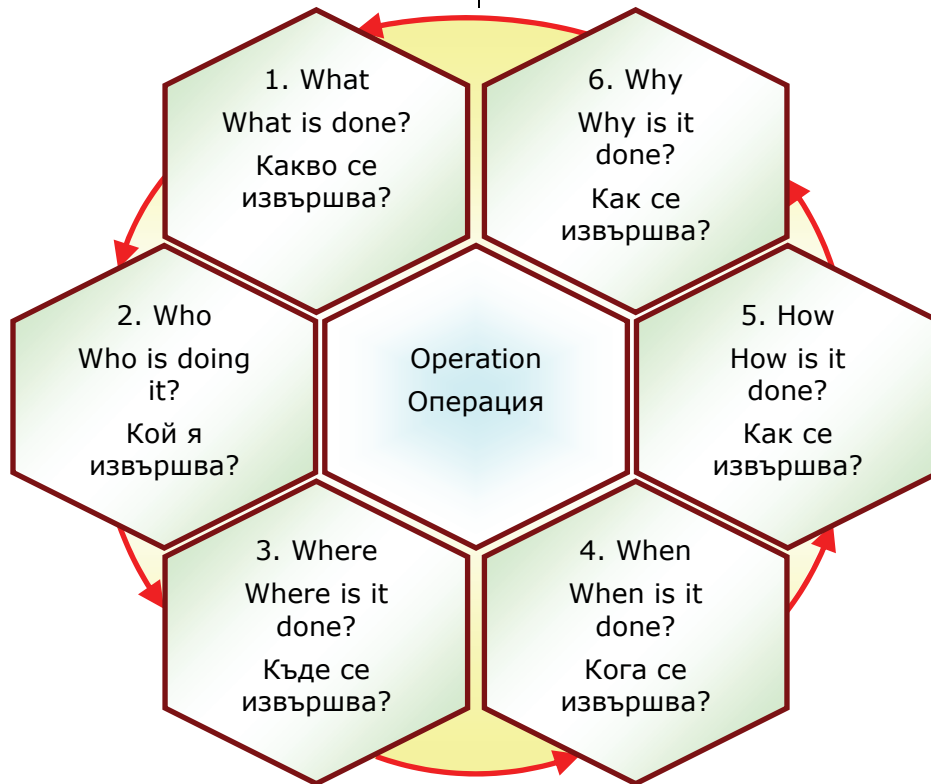 1. What
What is done?
Какво се
извършва?
6. Why
Why is it
done?
Как се
извършва?
2. Who
Who is doing
it?
Кой я
извършва?
Operation
Операция
5. How
How is it
done?
Как се
извършва?
3. Where
Where is it
done?
Къде се
извършва?
4. When
When is it
done?
Кога се
извършва?